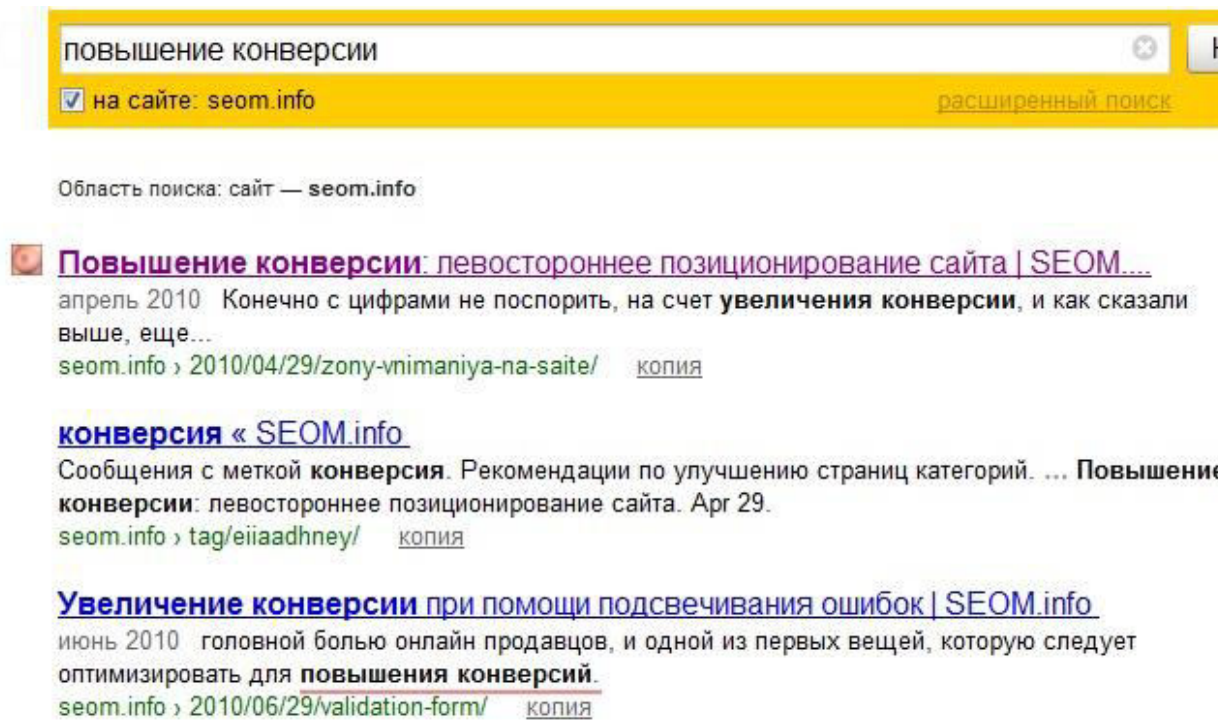 повышение конверсии
на сайте: seom.info
расширенный поиск
Область поиска: сайт — seom.info
Повышение конверсии: левостороннее позиционирование сайта | SEOM....
апрель 2010 Конечно с цифрами не поспорить, на счет увеличения конверсии, и как сказали
выше, еще...
seom.info › 2010/04/29/zony-vnimaniya-na-saite/ копия
конверсия « SEOM.info
Сообщения с меткой конверсия. Рекомендации по улучшению страниц категорий. ... Повышение
конверсии: левостороннее позиционирование сайта. Apr 29.
seom.info › tag/eiiaadhney/ копия
Увеличение конверсии при помощи подсвечивания ошибок | SEOM.info
июнь 2010 головной болью онлайн продавцов, и одной из первых вещей, которую следует
оптимизировать для повышения конверсий.
seom.info › 2010/06/29/validation-form/ копия